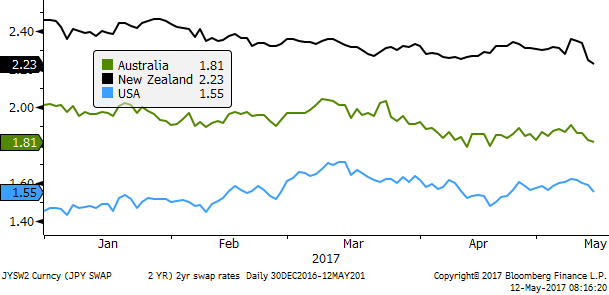 2.40
2.23
Australia 1.81
New Zealand 2.23
USA 1.55
2.00
1.81
1.60
1.55
1.40
Jan Feb Mar Apr May
2017
JYSW2 Curncy (JPY SWAP 2 YR) 2yr swap rates Daily 30DEC2016-12MAY201
Copyright© 2017 Bloomberg Finance L.P.
12-May-2017 08:16:20